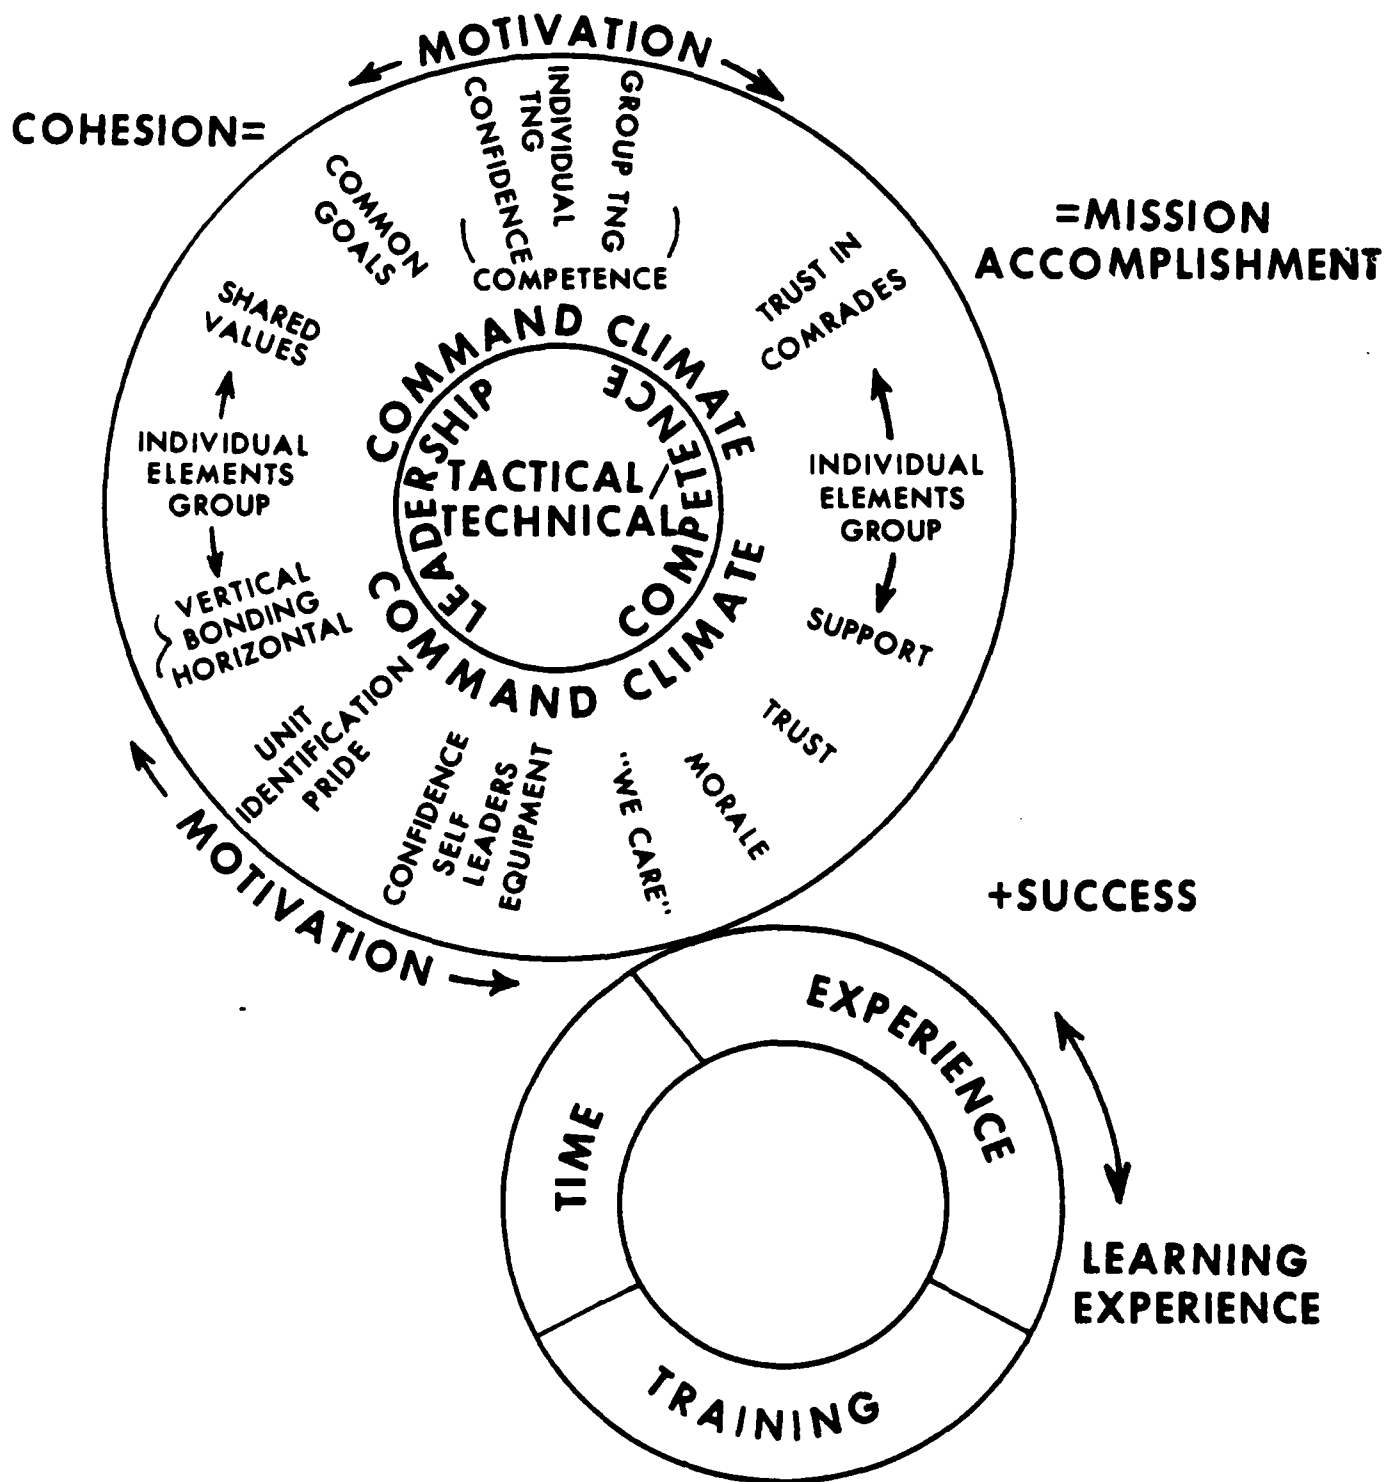 MOTIVATION
COHESION=
COMMON
GOALS
CONFIDENCE
INDIVIDUAL
TNG
GROUP TNG
(COMPETENCE)
=MISSION
ACCOMPLISHMENT
TRUST IN
COMRADES
SHARED
VALUES
COMMAND CLIMATE
LEADERSHIP
TACTICAL/
TECHNICAL
COMPETENCE
COMMAND CLIMATE
INDIVIDUAL
ELEMENTS
GROUP
INDIVIDUAL
ELEMENTS
GROUP
VERTICAL
BONDING
HORIZONTAL
SUPPORT
UNIT
IDENTIFICATION
PRIDE
CONFIDENCE
SELF
LEADERS
EQUIPMENT
"WE CARE"
MORALE
TRUST
MOTIVATION
+SUCCESS
EXPERIENCE
TIME
TRAINING
LEARNING
EXPERIENCE